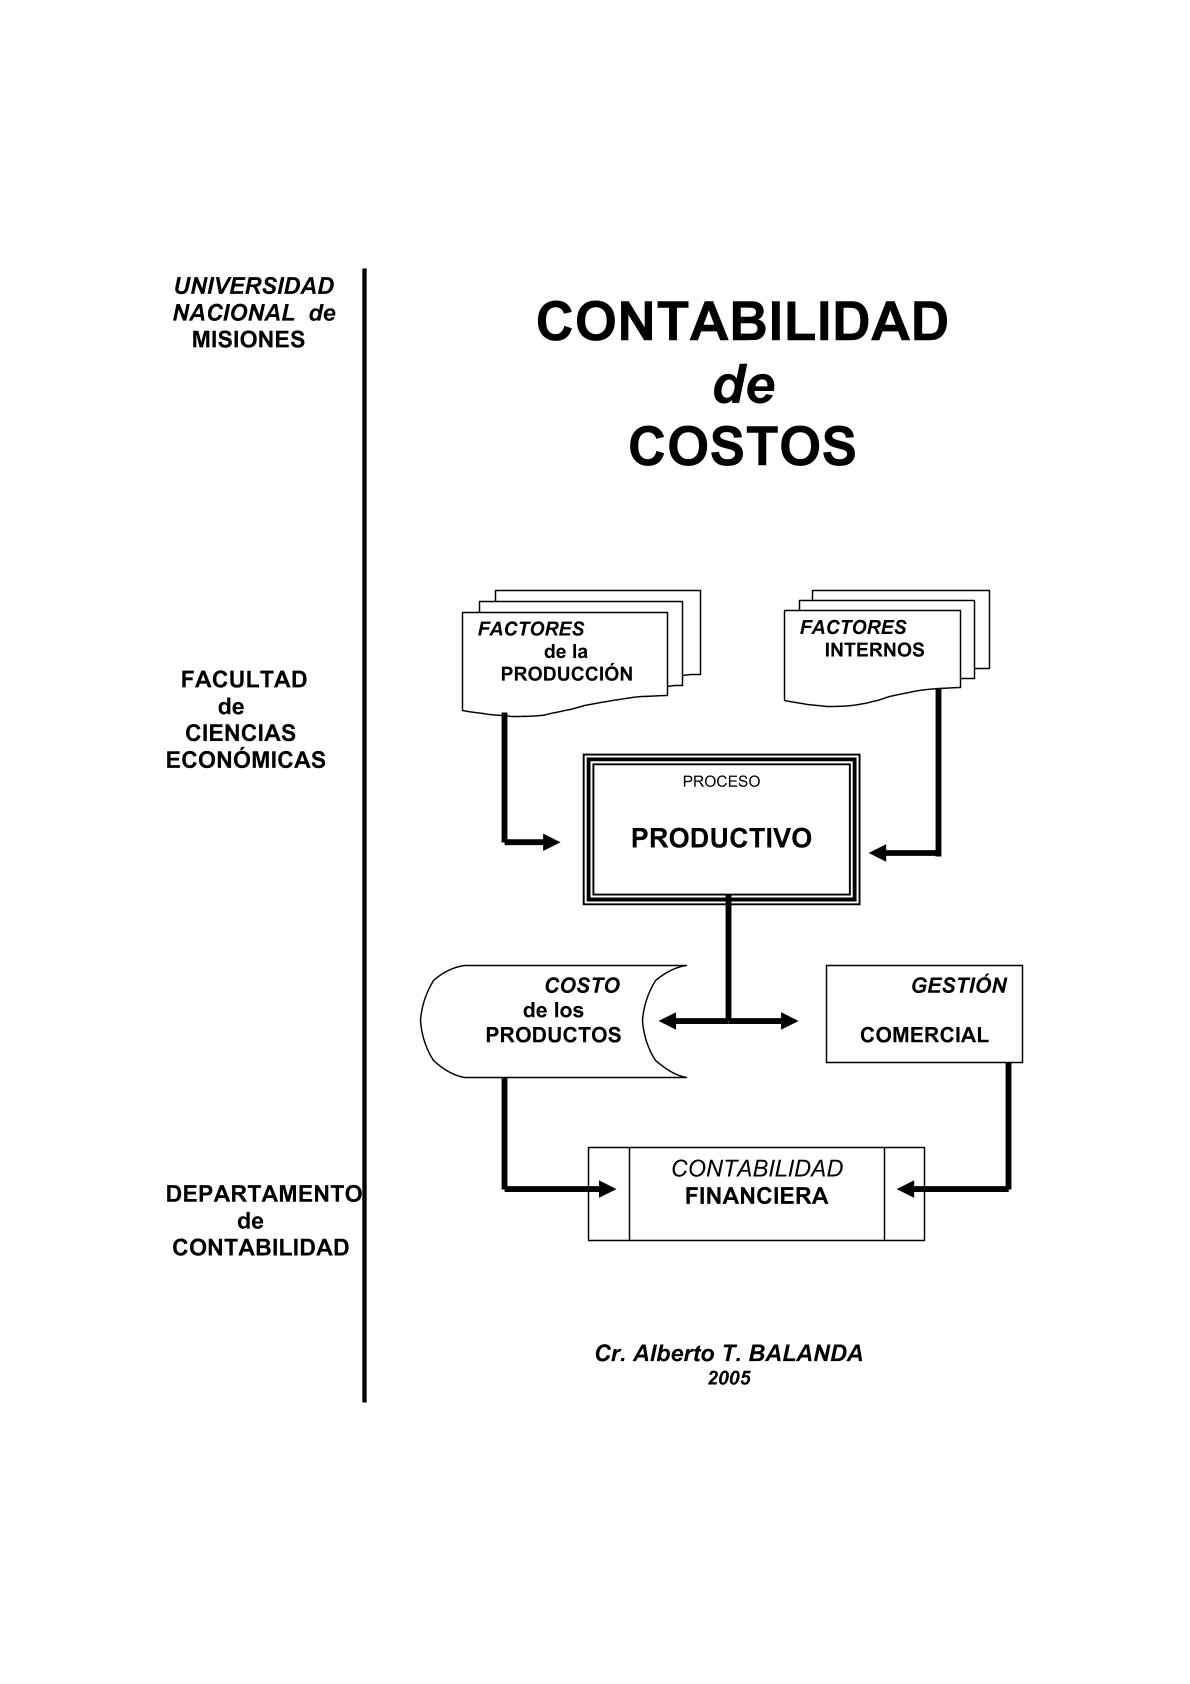 UNIVERSIDAD
NACIONAL de
MISIONES
CONTABILIDAD
de
COSTOS
FACTORES
de la
PRODUCCIÓN
FACTORES
INTERNOS
FACULTAD
de
CIENCIAS
ECONÓMICAS
PROCESO
PRODUCTIVO
COSTO
de los
PRODUCTOS
GESTIÓN
COMERCIAL
DEPARTAMENTO
de
CONTABILIDAD
CONTABILIDAD
FINANCIERA
Cr. Alberto T. BALANDA
2005